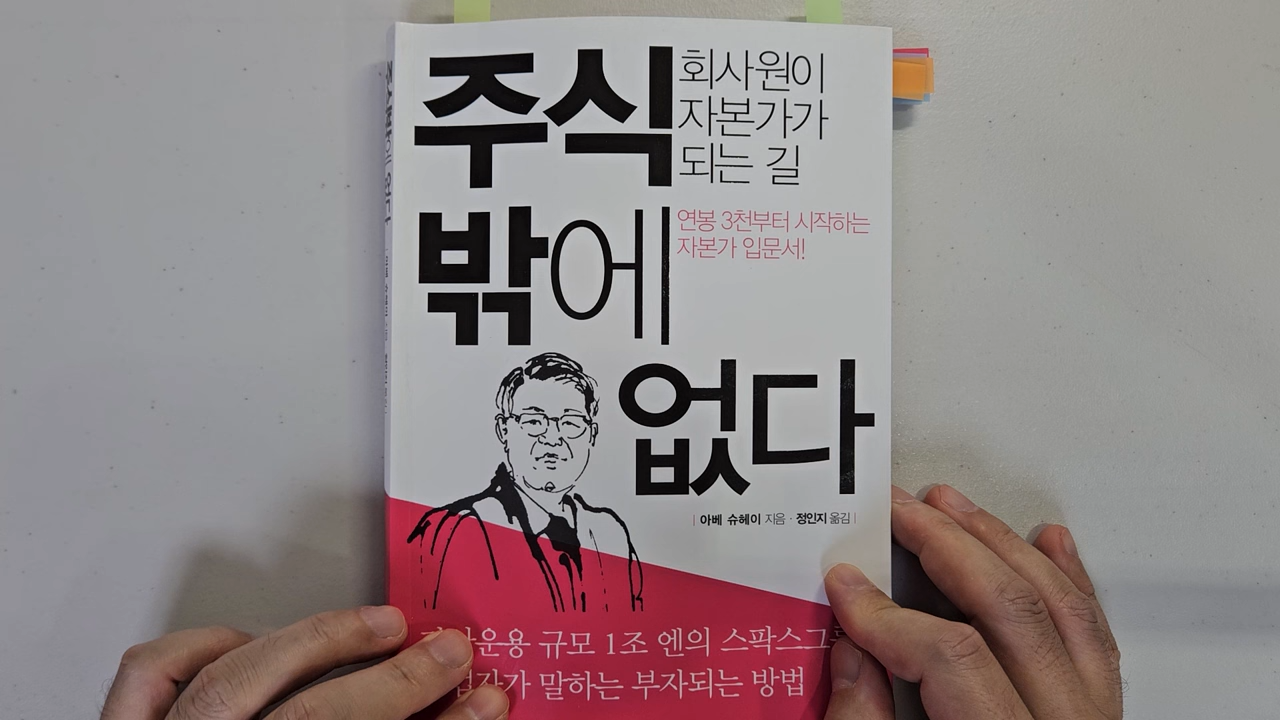 주식
회사원이
자본가가
되는 길
밖에
연봉 3천부터 시작하는
자본가 입문서!
없다
| 아베 슈헤이 지음 · 정인지 옮김 |
운용 규모 1조 엔의 스팍스그
말하는 부자되는 방법